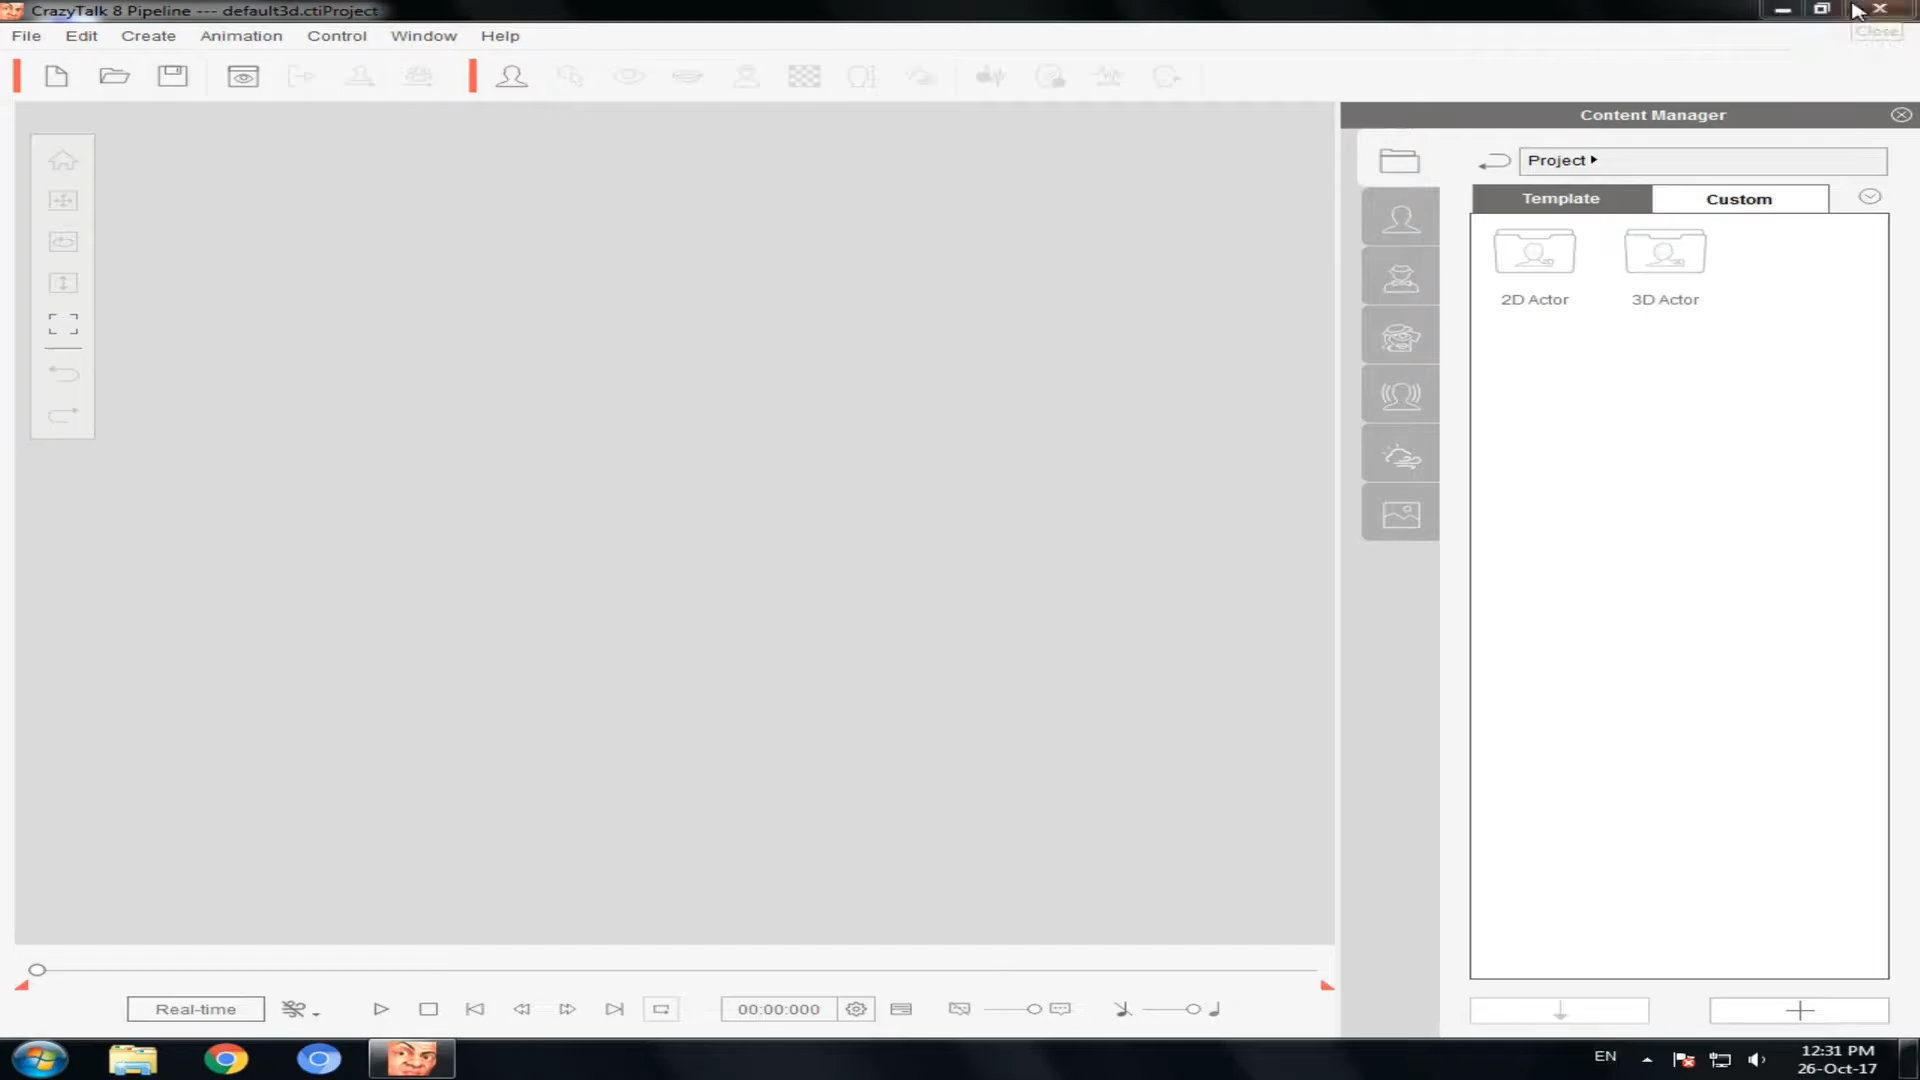 CrazyTalk 8 Pipeline --- default3d.ctiProject
Close
File Edit Create Animation Control Window Help
Content Manager
Project
Template Custom
2D Actor 3D Actor
Real-time
00:00:000
EN
12:31 PM
26-Oct-17